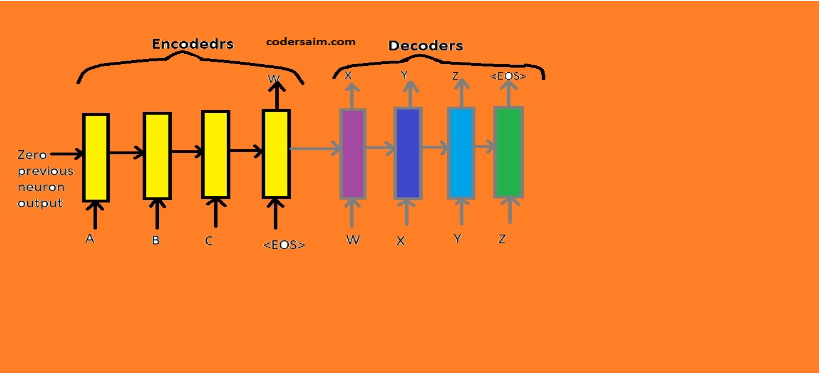 Encodedrs
codersaim.com
Decoders
W
X
Y
Z
<EOS>
Zero
previous
neuron
output
A
B
C
<EOS>
W
X
Y
Z